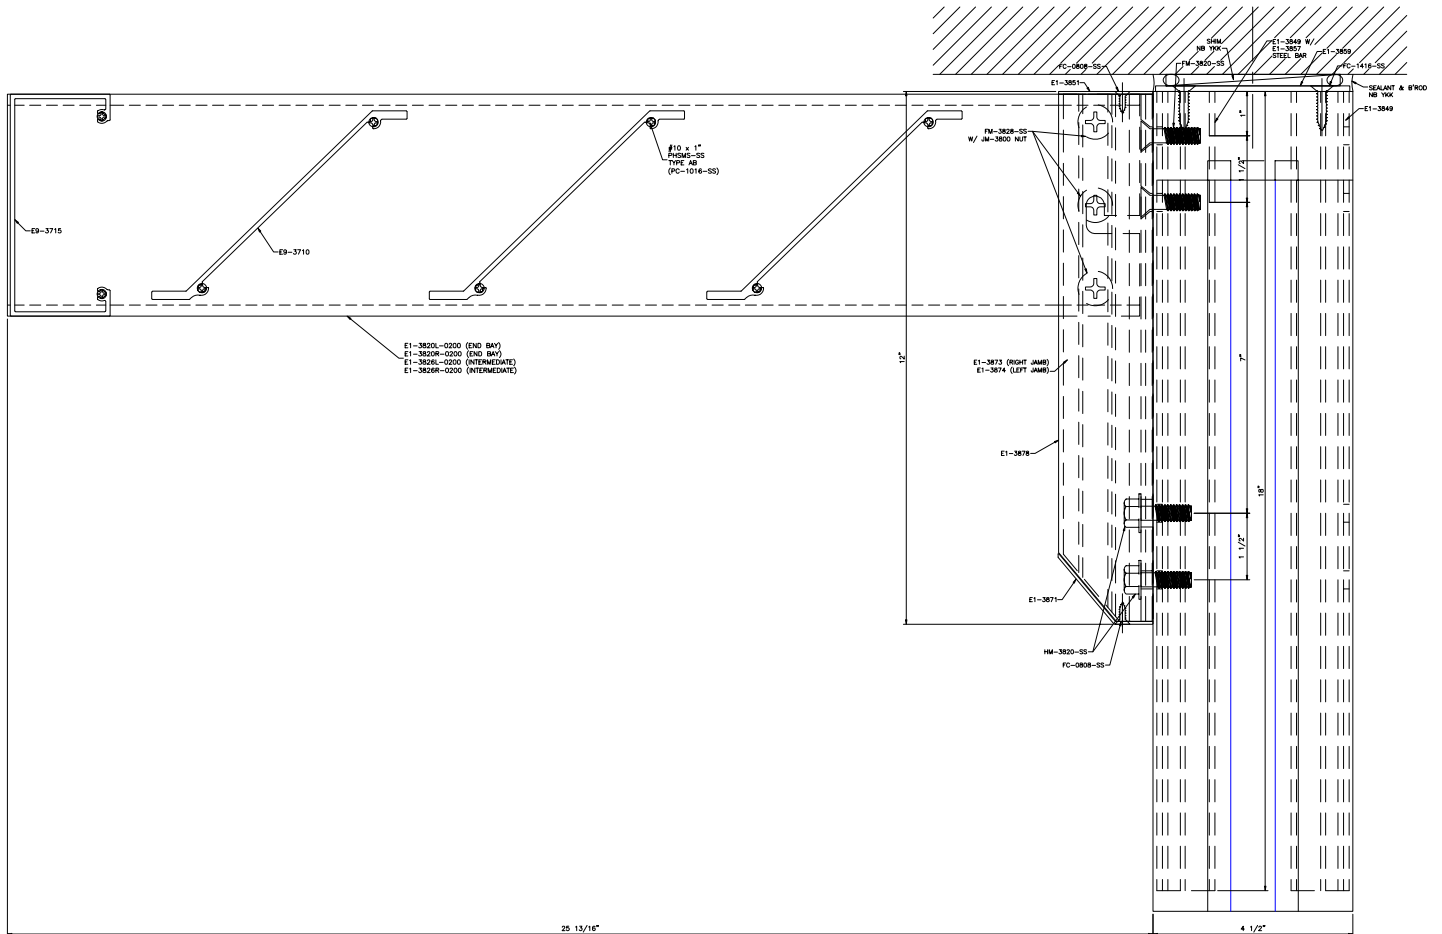 SHIM
NB YKK
E1-3849 W/
E1-3857
STEEL BAR
E1-3859
FM-3820-SS
FC-1416-SS
FC-0808-SS
E1-3851
SEALANT & B'ROD
NB YKK
E1-3849
1"
FM-3828-SS
W/ JM-3800 NUT
#10 x 1"
PHSMS-SS
TYPE AB
(PC-1016-SS)
1 1/2"
E9-3715
E9-3710
E1-3820L-0200 (END BAY)
E1-3820R-0200 (END BAY)
E1-3826L-0200 (INTERMEDIATE)
E1-3826R-0200 (INTERMEDIATE)
12"
E1-3873 (RIGHT JAMB)
E1-3874 (LEFT JAMB)
7"
E1-3878
18"
1 1/2"
E1-3871
HM-3820-SS
FC-0808-SS
25 13/16"
4 1/2"